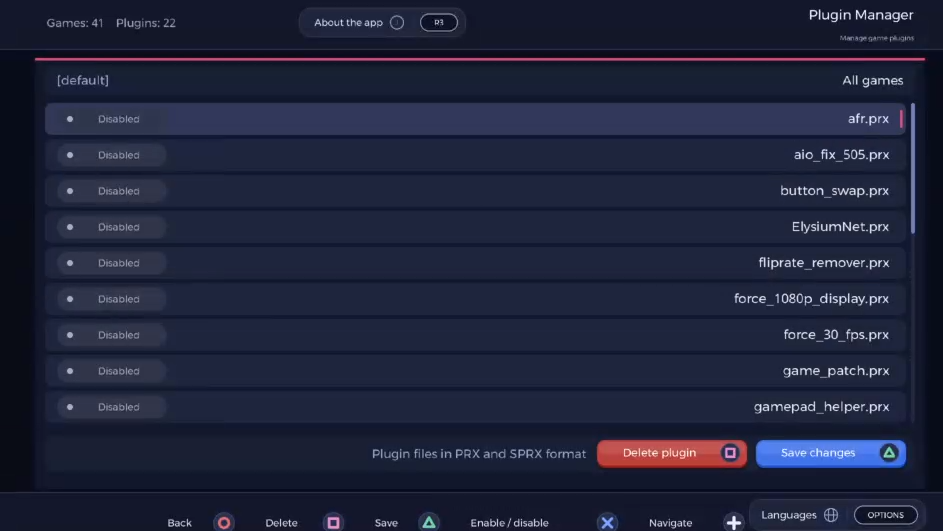 Games: 41 Plugins: 22
About the app R3
Plugin Manager
Manage game plugins
[default] All games
Disabled afr.prx
Disabled aio_fix_505.prx
Disabled button_swap.prx
Disabled ElysiumNet.prx
Disabled fliprate_remover.prx
Disabled force_1080p_display.prx
Disabled force_30_fps.prx
Disabled game_patch.prx
Disabled gamepad_helper.prx
Plugin files in PRX and SPRX format Delete plugin Save changes
Back Delete Save Enable / disable Navigate Languages OPTIONS